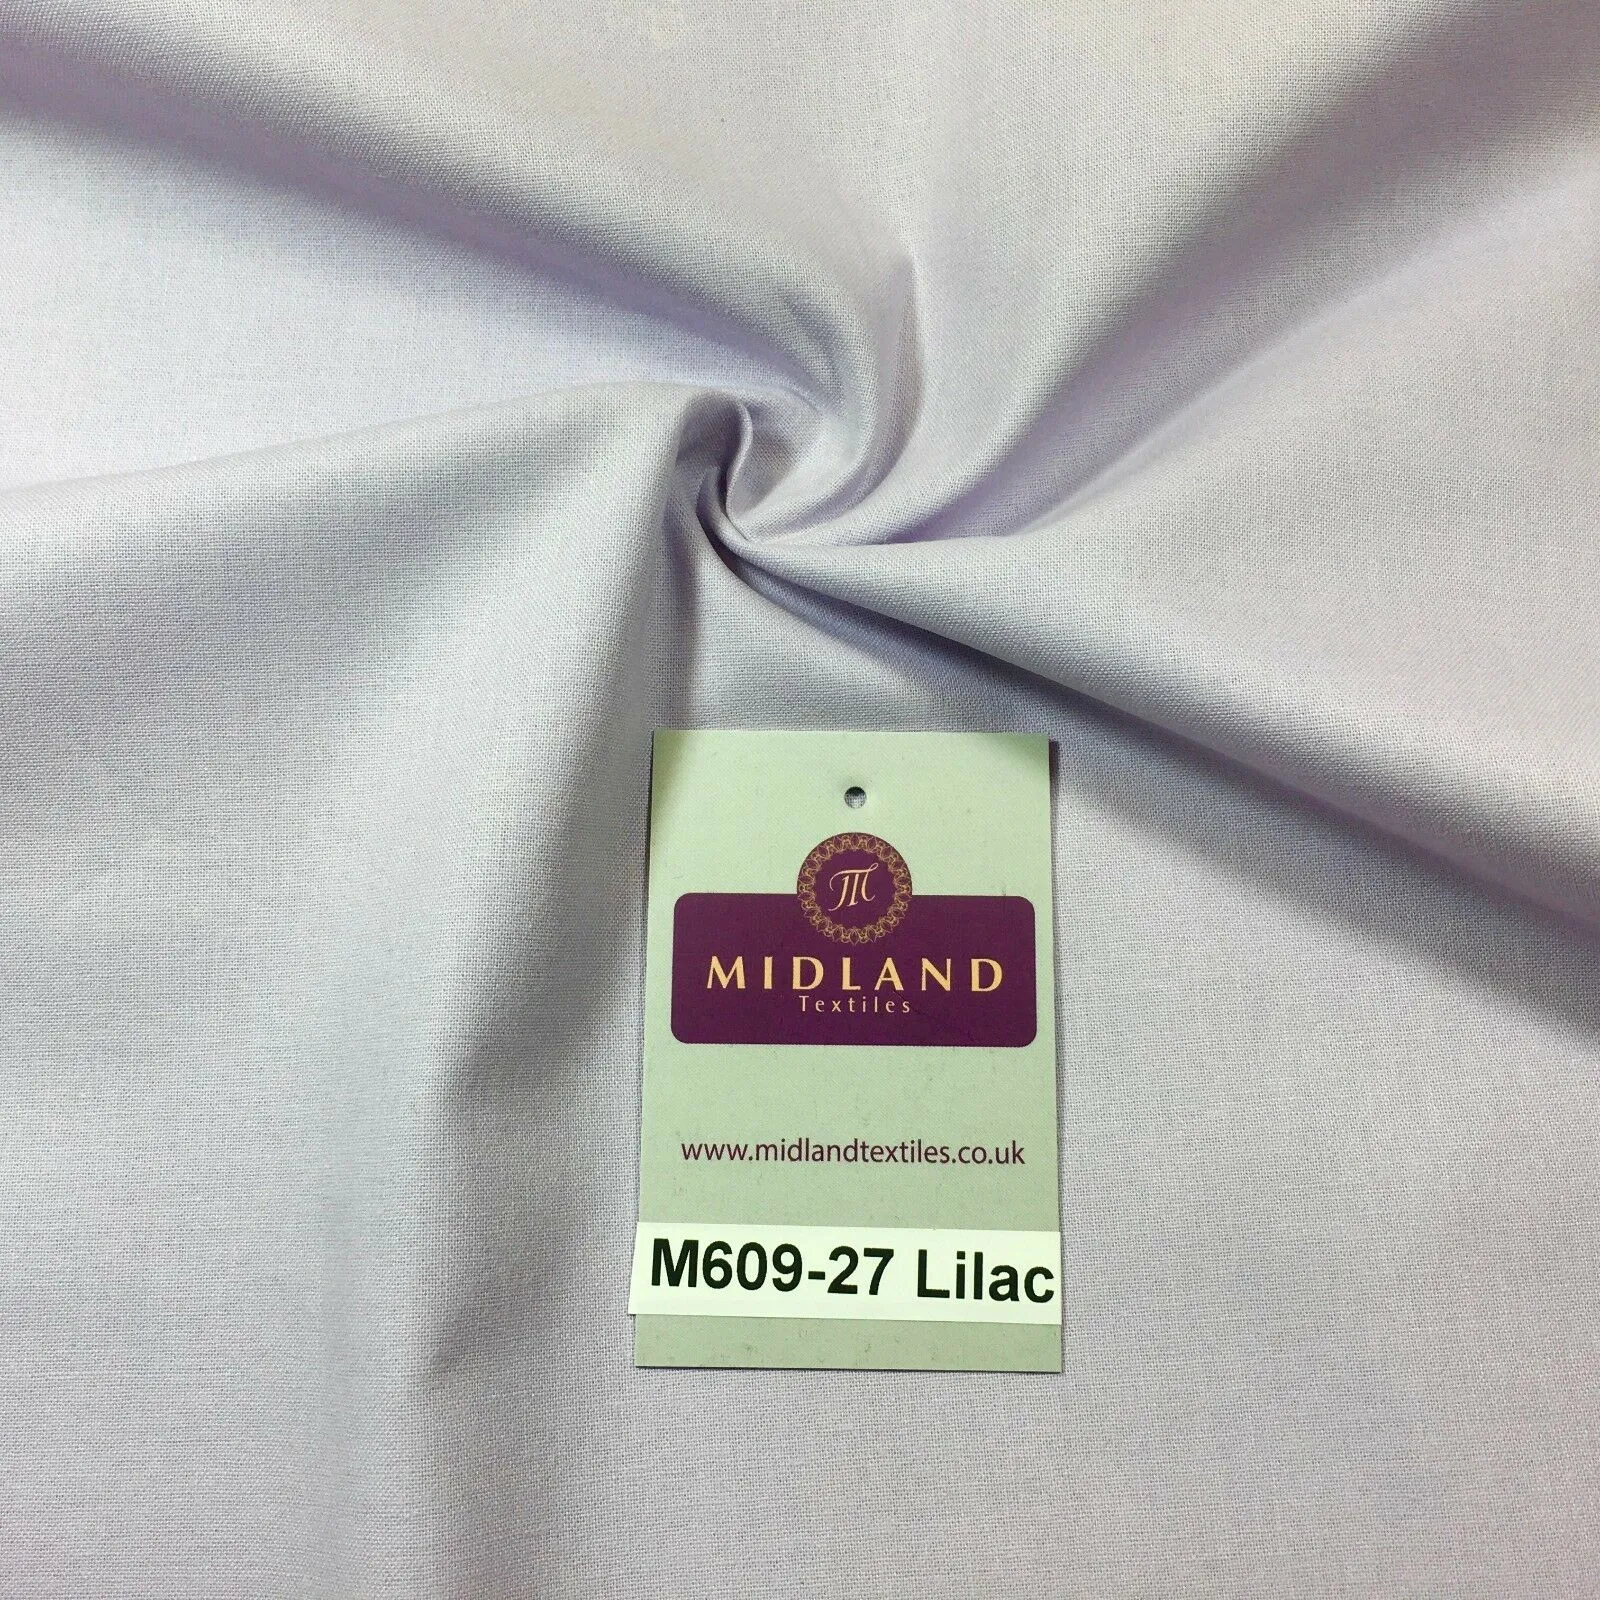 M
MIDLAND
Textiles
www.midlandtextiles.co.uk
M609-27 Lilac